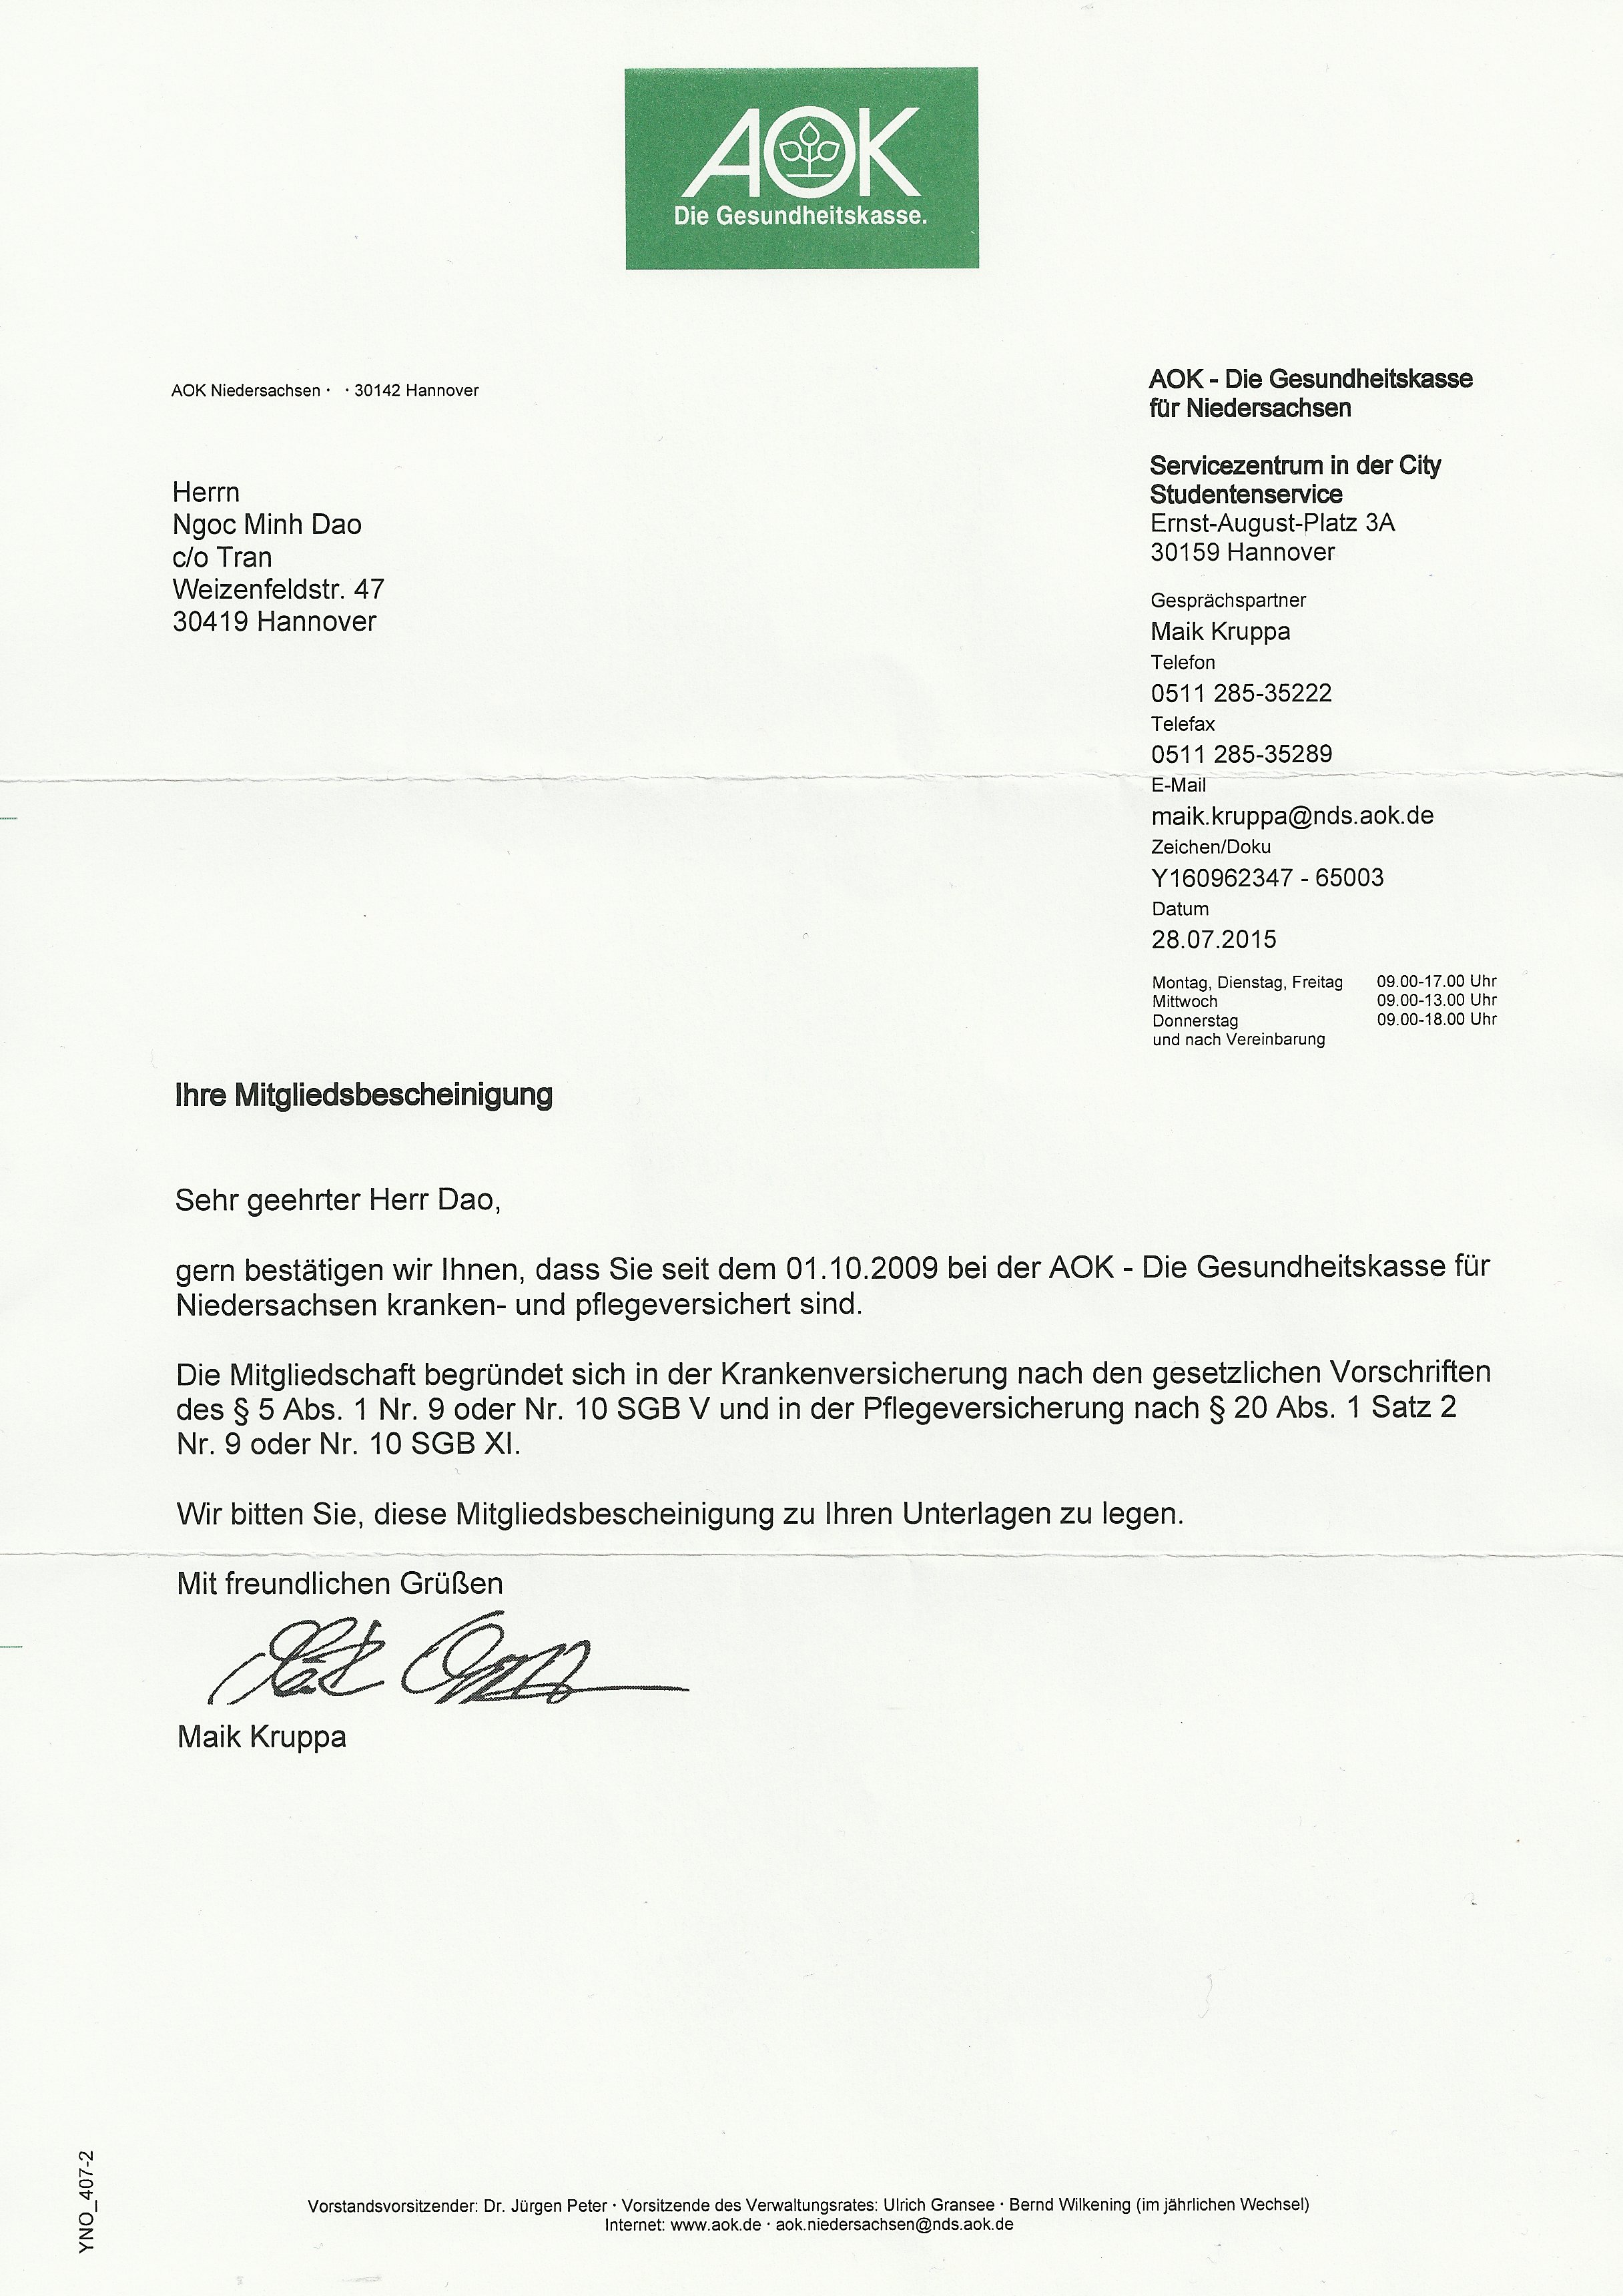 AOK
Die Gesundheitskasse.
AOK Niedersachsen · · 30142 Hannover
Herrn
Ngoc Minh Dao
c/o Tran
Weizenfeldstr. 47
30419 Hannover
AOK - Die Gesundheitskasse
für Niedersachsen
Servicezentrum in der City
Studentenservice
Ernst-August-Platz 3A
30159 Hannover
Gesprächspartner
Maik Kruppa
Telefon
0511 285-35222
Telefax
0511 285-35289
E-Mail
maik.kruppa@nds.aok.de
Zeichen/Doku
Y160962347 - 65003
Datum
28.07.2015
Montag, Dienstag, Freitag 09.00-17.00 Uhr
Mittwoch 09.00-13.00 Uhr
Donnerstag 09.00-18.00 Uhr
und nach Vereinbarung
Ihre Mitgliedsbescheinigung
Sehr geehrter Herr Dao,
gern bestätigen wir Ihnen, dass Sie seit dem 01.10.2009 bei der AOK - Die Gesundheitskasse für
Niedersachsen kranken- und pflegeversichert sind.
Die Mitgliedschaft begründet sich in der Krankenversicherung nach den gesetzlichen Vorschriften
des § 5 Abs. 1 Nr. 9 oder Nr. 10 SGB V und in der Pflegeversicherung nach § 20 Abs. 1 Satz 2
Nr. 9 oder Nr. 10 SGB XI.
Wir bitten Sie, diese Mitgliedsbescheinigung zu Ihren Unterlagen zu legen.
Mit freundlichen Grüßen
Maik Kruppa
YNO_407-2
Vorstandsvorsitzender: Dr. Jürgen Peter · Vorsitzende des Verwaltungsrates: Ulrich Gransee · Bernd Wilkening (im jährlichen Wechsel)
Internet: www.aok.de · aok.niedersachsen@nds.aok.de